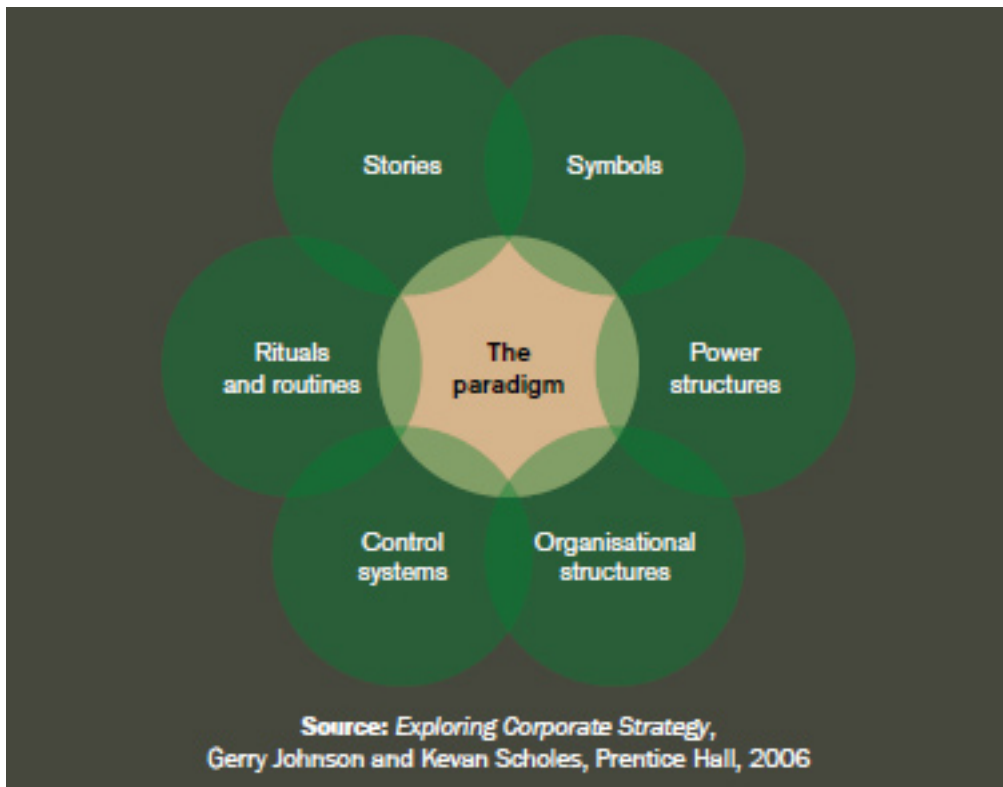 Stories
Symbols
Rituals
and routines
The
paradigm
Power
structures
Control
systems
Organisational
structures
Source: Exploring Corporate Strategy,
Gerry Johnson and Kevan Scholes, Prentice Hall, 2006